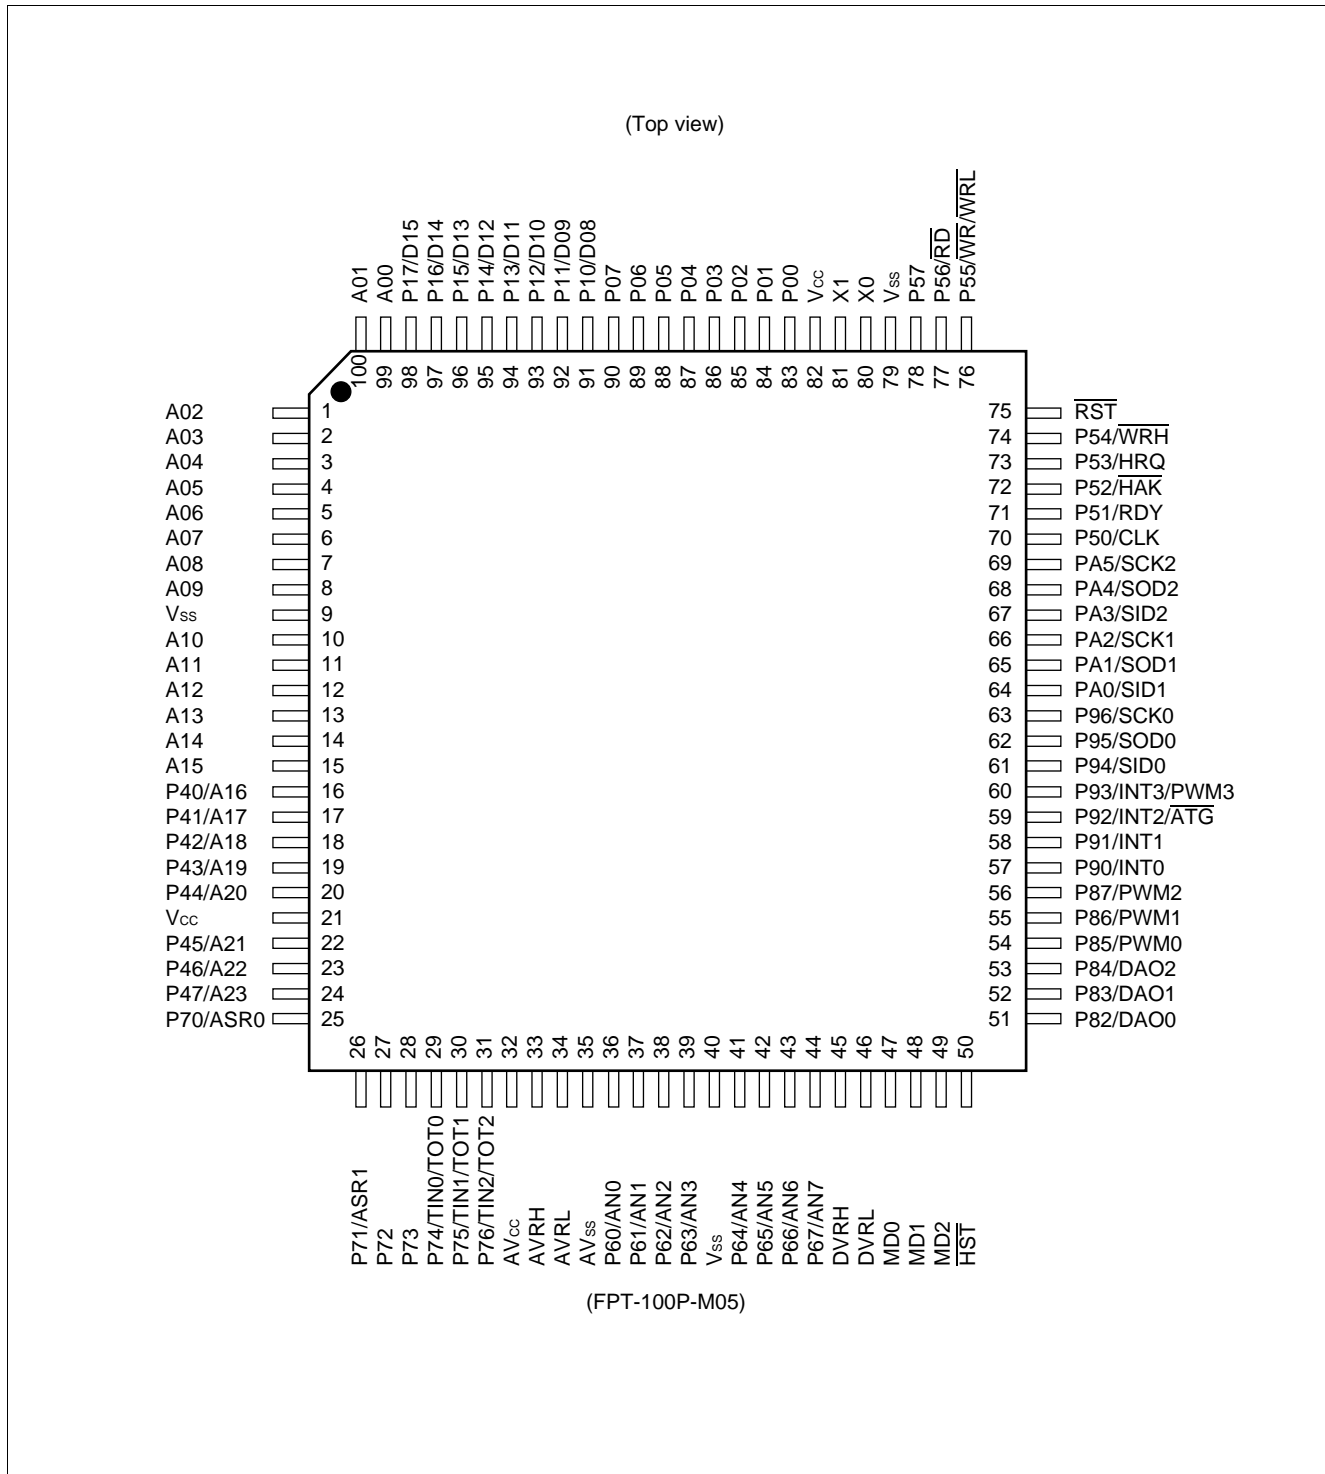 (Top view)
A01
A00
P17/D15
P16/D14
P15/D13
P14/D12
P13/D11
P12/D10
P11/D09
P10/D08
P07
P06
P05
P04
P03
P02
P01
P00
Vcc
X1
X0
Vss
P57
P56/RD
P55/WR/WRL
100
99
98
97
96
95
94
93
92
91
90
89
88
87
86
85
84
83
82
81
80
79
78
77
76
A02 1
A03 2
A04 3
A05 4
A06 5
A07 6
A08 7
A09 8
Vss 9
A10 10
A11 11
A12 12
A13 13
A14 14
A15 15
P40/A16 16
P41/A17 17
P42/A18 18
P43/A19 19
P44/A20 20
Vcc 21
P45/A21 22
P46/A22 23
P47/A23 24
P70/ASR0 25
75 RST
74 P54/WRH
73 P53/HRQ
72 P52/HAK
71 P51/RDY
70 P50/CLK
69 PA5/SCK2
68 PA4/SOD2
67 PA3/SID2
66 PA2/SCK1
65 PA1/SOD1
64 PA0/SID1
63 P96/SCK0
62 P95/SOD0
61 P94/SID0
60 P93/INT3/PWM3
59 P92/INT2/ATG
58 P91/INT1
57 P90/INT0
56 P87/PWM2
55 P86/PWM1
54 P85/PWM0
53 P84/DAO2
52 P83/DAO1
51 P82/DAO0
26
27
28
29
30
31
32
33
34
35
36
37
38
39
40
41
42
43
44
45
46
47
48
49
50
P71/ASR1
P72
P73
P74/TIN0/TOT0
P75/TIN1/TOT1
P76/TIN2/TOT2
AVcc
AVRH
AVRL
AVss
P60/AN0
P61/AN1
P62/AN2
P63/AN3
Vss
P64/AN4
P65/AN5
P66/AN6
P67/AN7
DVRH
DVRL
MD0
MD1
MD2
HST
(FPT-100P-M05)